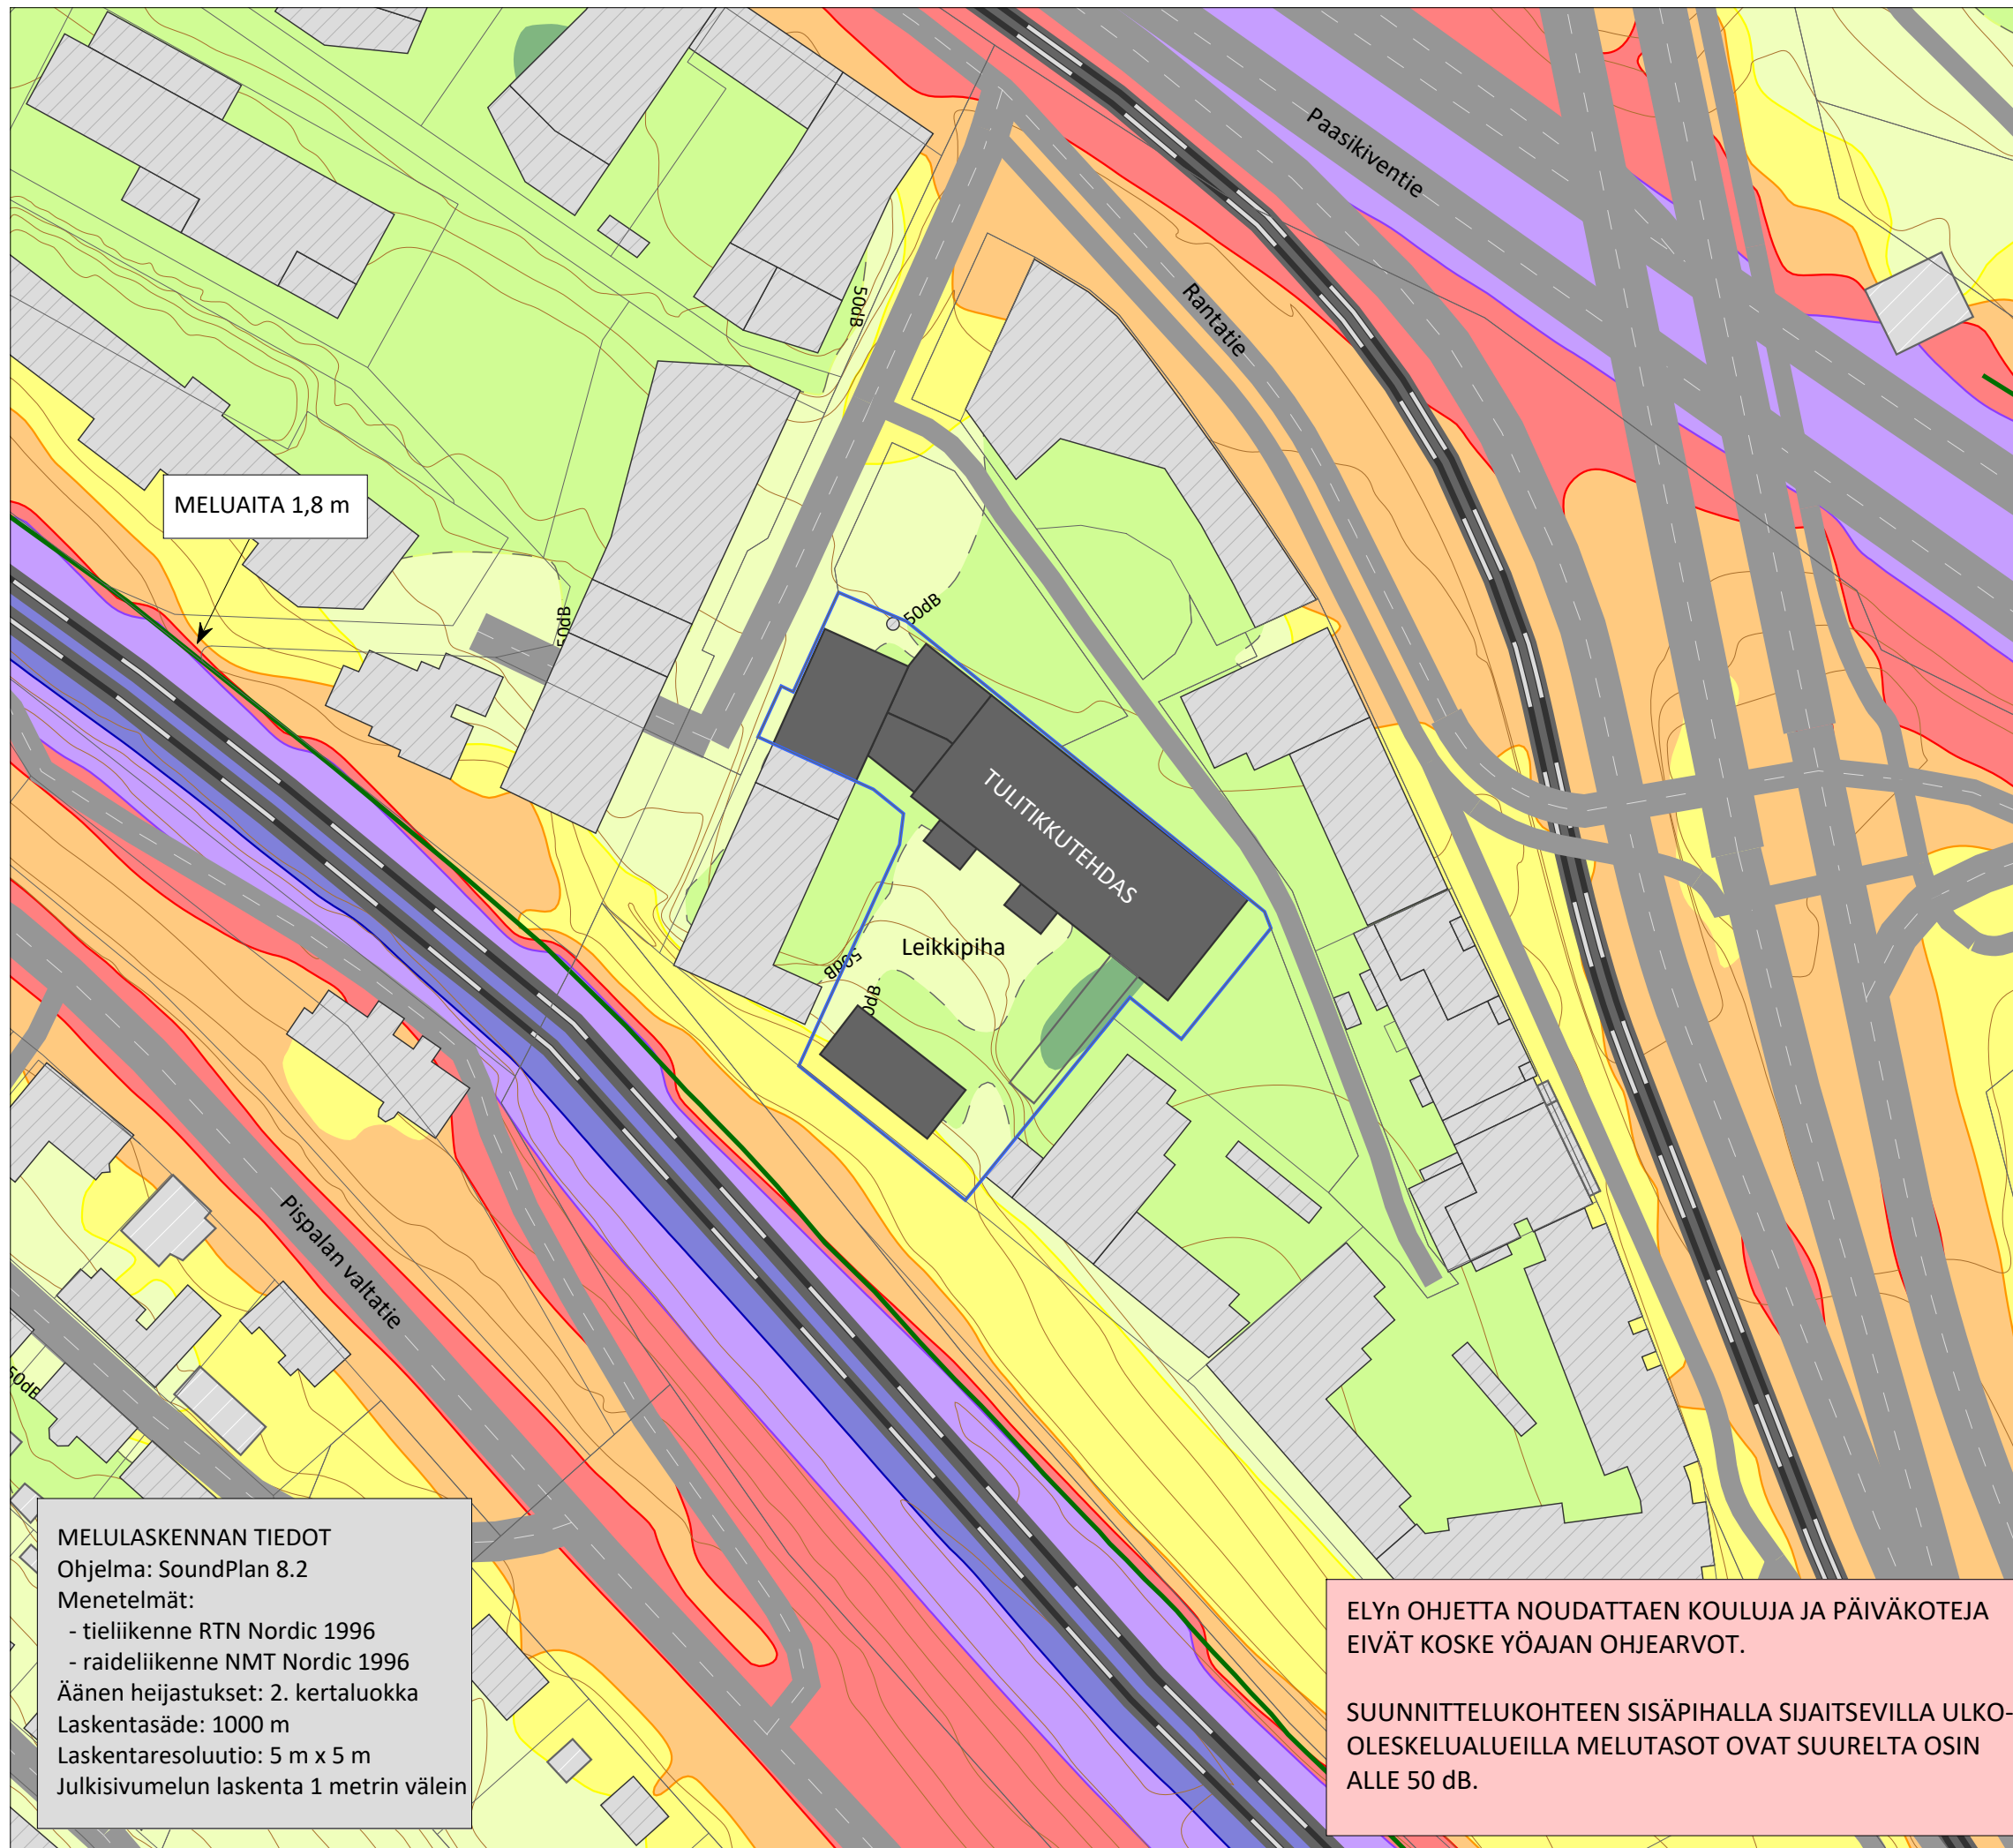 Paasikiventie
Rantatie
50dB
MELUAITA 1,8 m
50dB
50dB
TULITIKKUTEHDAS
Leikkipiha
50dB
0dB
Pispalan valtatie
50dB
MELULASKENNAN TIEDOT
Ohjelma: SoundPlan 8.2
Menetelmät:
- tieliikenne RTN Nordic 1996
- raideliikenne NMT Nordic 1996
Äänen heijastukset: 2. kertaluokka
Laskentasäde: 1000 m
Laskentaresoluutio: 5 m x 5 m
Julkisivumelun laskenta 1 metrin välein
ELYn OHJETTA NOUDATTAEN KOULUJA JA PÄIVÄKOTEJA
EIVÄT KOSKE YÖAJAN OHJEARVOT.
SUUNNITTELUKOHTEEN SISÄPIHALLA SIJAITSEVILLA ULKO-
OLESKELUALUEILLA MELUTASOT OVAT SUURELTA OSIN
ALLE 50 dB.